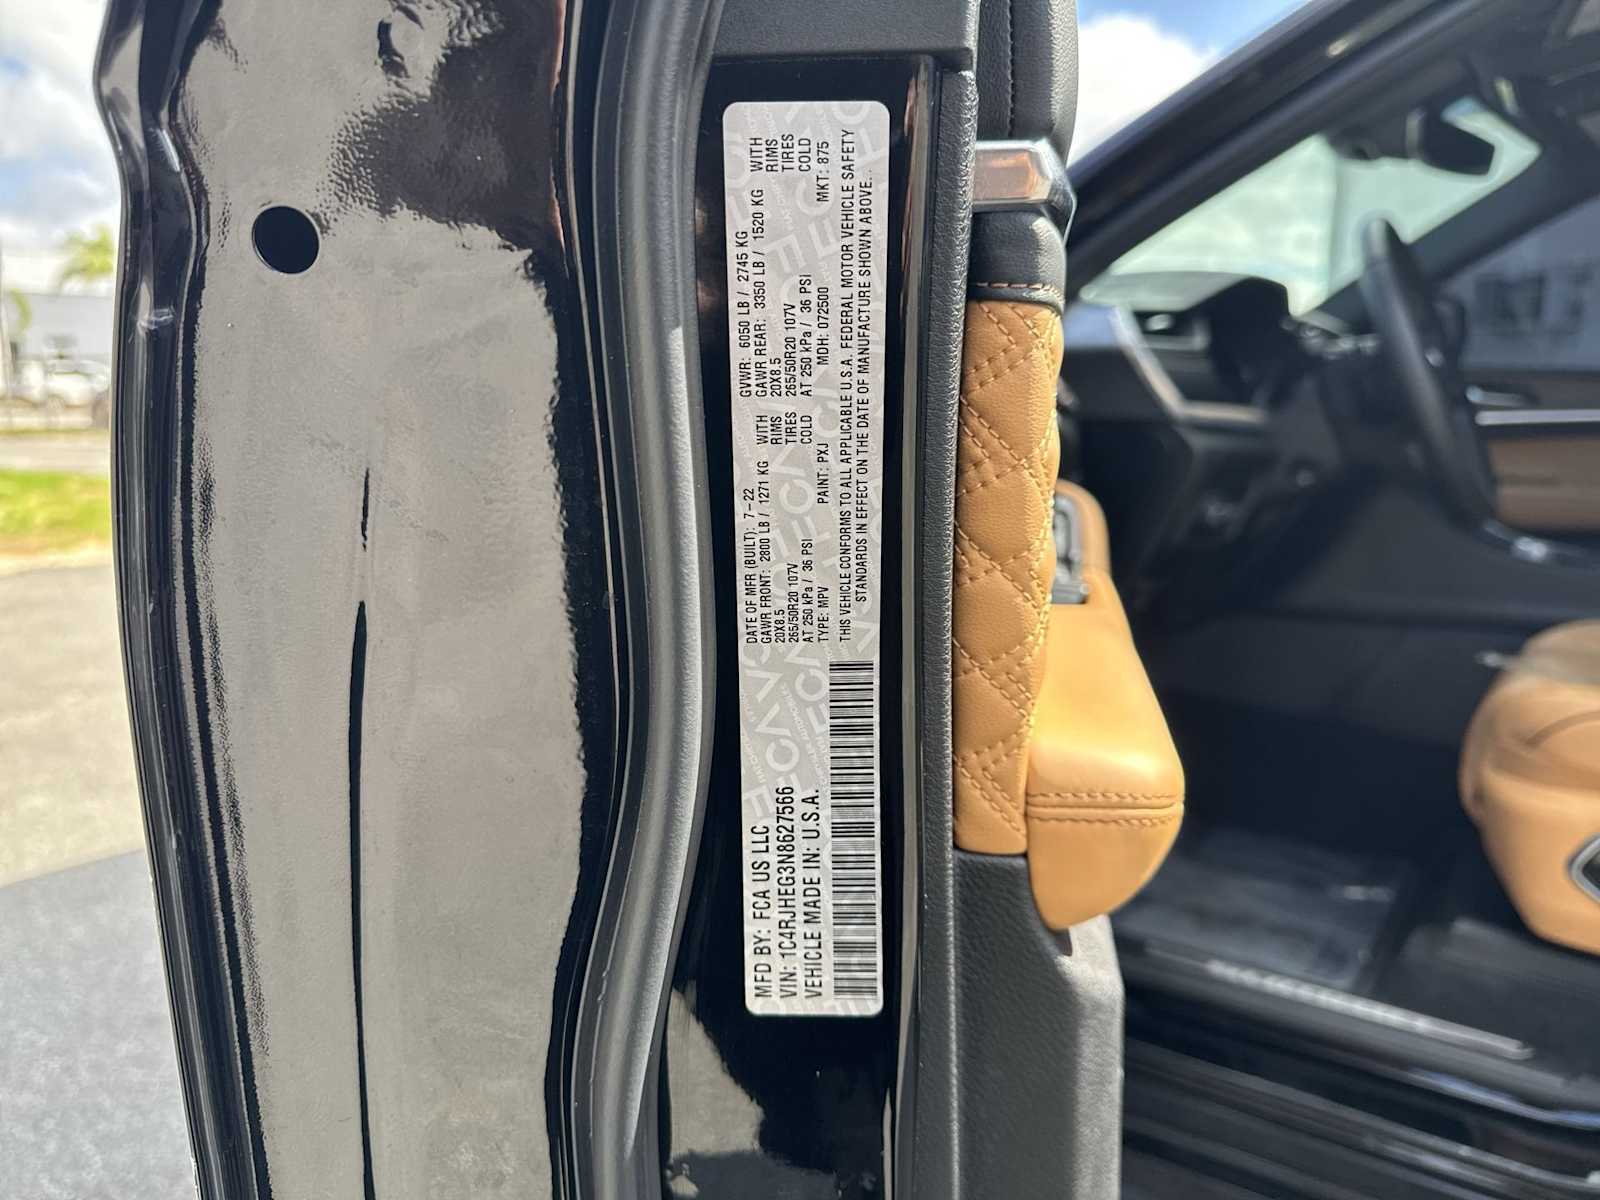 MFD BY: FCA US LLC
VIN: 1C4RJHEG3N8627566
VEHICLE MADE IN: U.S.A.
DATE OF MFR (BUILT): 7-22 GVWR: 6050 LB / 2745 KG
GAWR FRONT: 2800 LB / 1271 KG WITH GAWR REAR: 3350 LB / 1520 KG WITH
20X8.5 RIMS 20X8.5 RIMS
265/50R20 107V TIRES 265/50R20 107V TIRES
AT 250 kPa / 36 PSI COLD AT 250 kPa / 36 PSI COLD
TYPE: MPV PAINT: PXJ MDH: 072500 MKT: 875
THIS VEHICLE CONFORMS TO ALL APPLICABLE U.S.A. FEDERAL MOTOR VEHICLE SAFETY
STANDARDS IN EFFECT ON THE DATE OF MANUFACTURE SHOWN ABOVE.